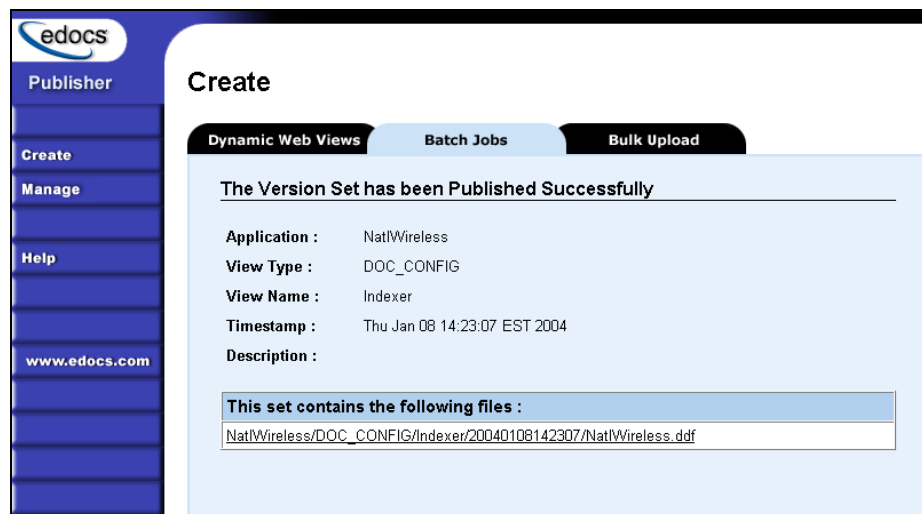 edocs
Publisher
Create
Manage
Help
www.edocs.com
Create
Dynamic Web Views
Batch Jobs
Bulk Upload
The Version Set has been Published Successfully
Application : NatlWireless
View Type : DOC_CONFIG
View Name : Indexer
Timestamp : Thu Jan 08 14:23:07 EST 2004
Description :
This set contains the following files :
NatlWireless/DOC_CONFIG/Indexer/20040108142307/NatlWireless.ddf